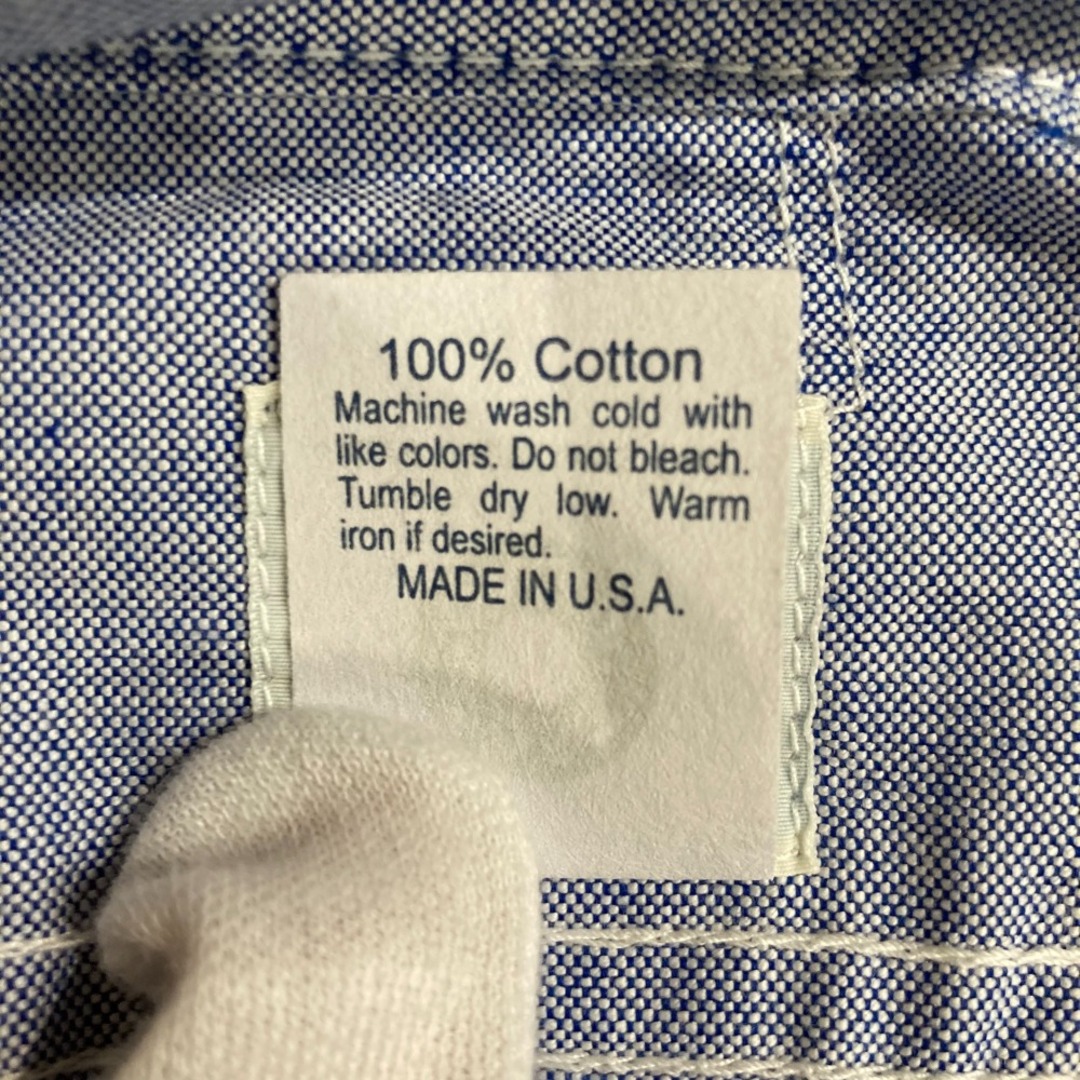 100% Cotton
Machine wash cold with
like colors. Do not bleach.
Tumble dry low. Warm
iron if desired.
MADE IN U.S.A.